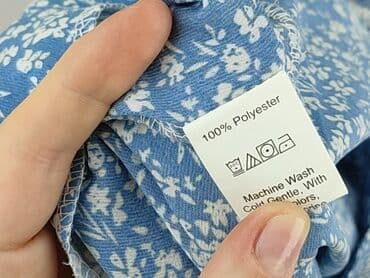 100% Polyester
Machine Wash
Cold Gentle, With